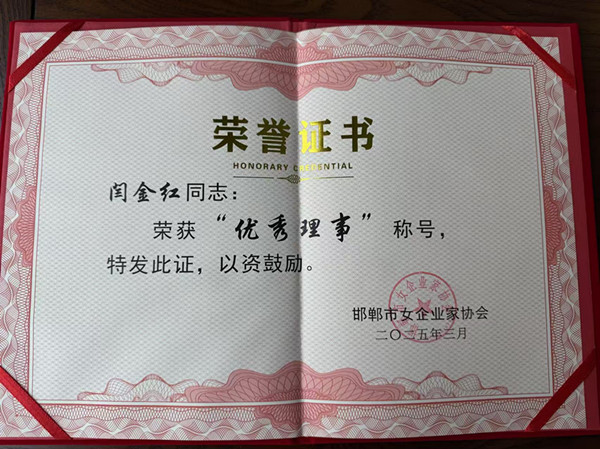 荣誉证书
HONORARY CREDENTIAL
闫金红同志：
荣获“优秀理事”称号，
特发此证，以资鼓励。
邯郸市女企业家协会
二〇二五年三月